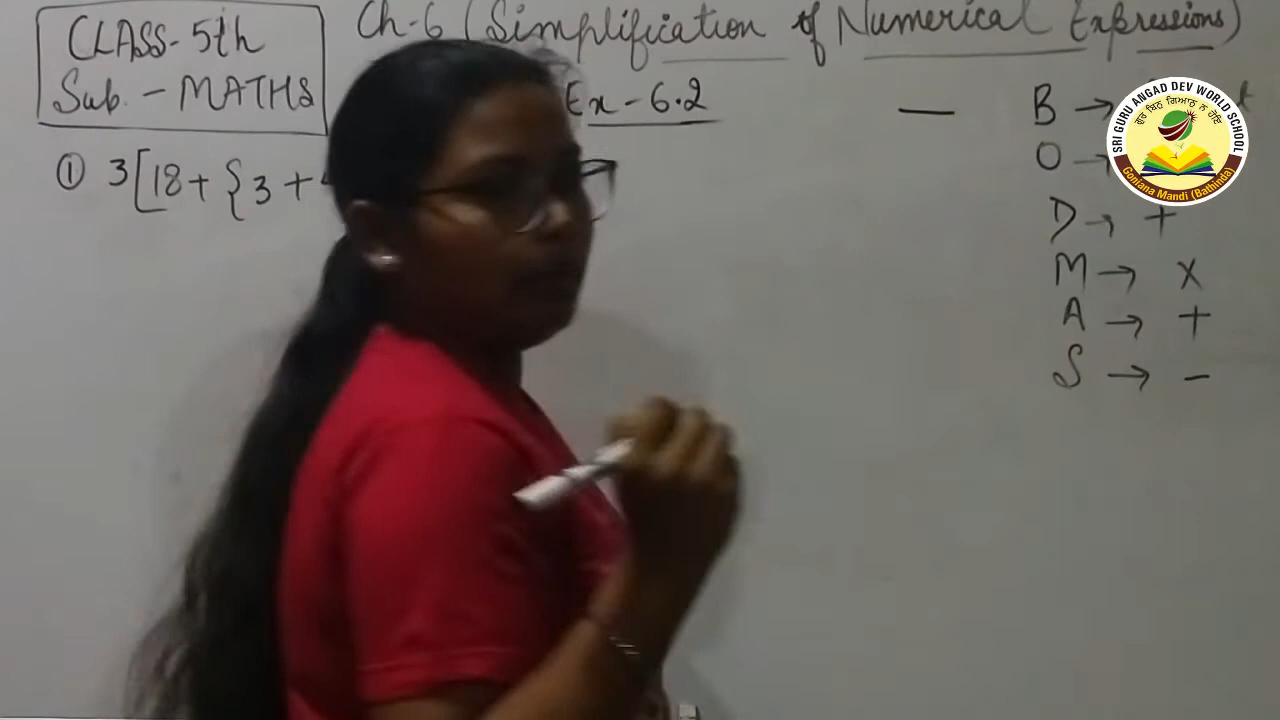 CLASS-5th
Sub. - MATHS
Ch-6 (Simplification of Numerical Expressions)
Ex - 6.2
① 3[18+ {3 +
— B →
O →
D → ÷
M → ×
A → +
S → -
SRI GURU ANGAD DEV WORLD SCHOOL
Goniana Mandi (Bathinda)